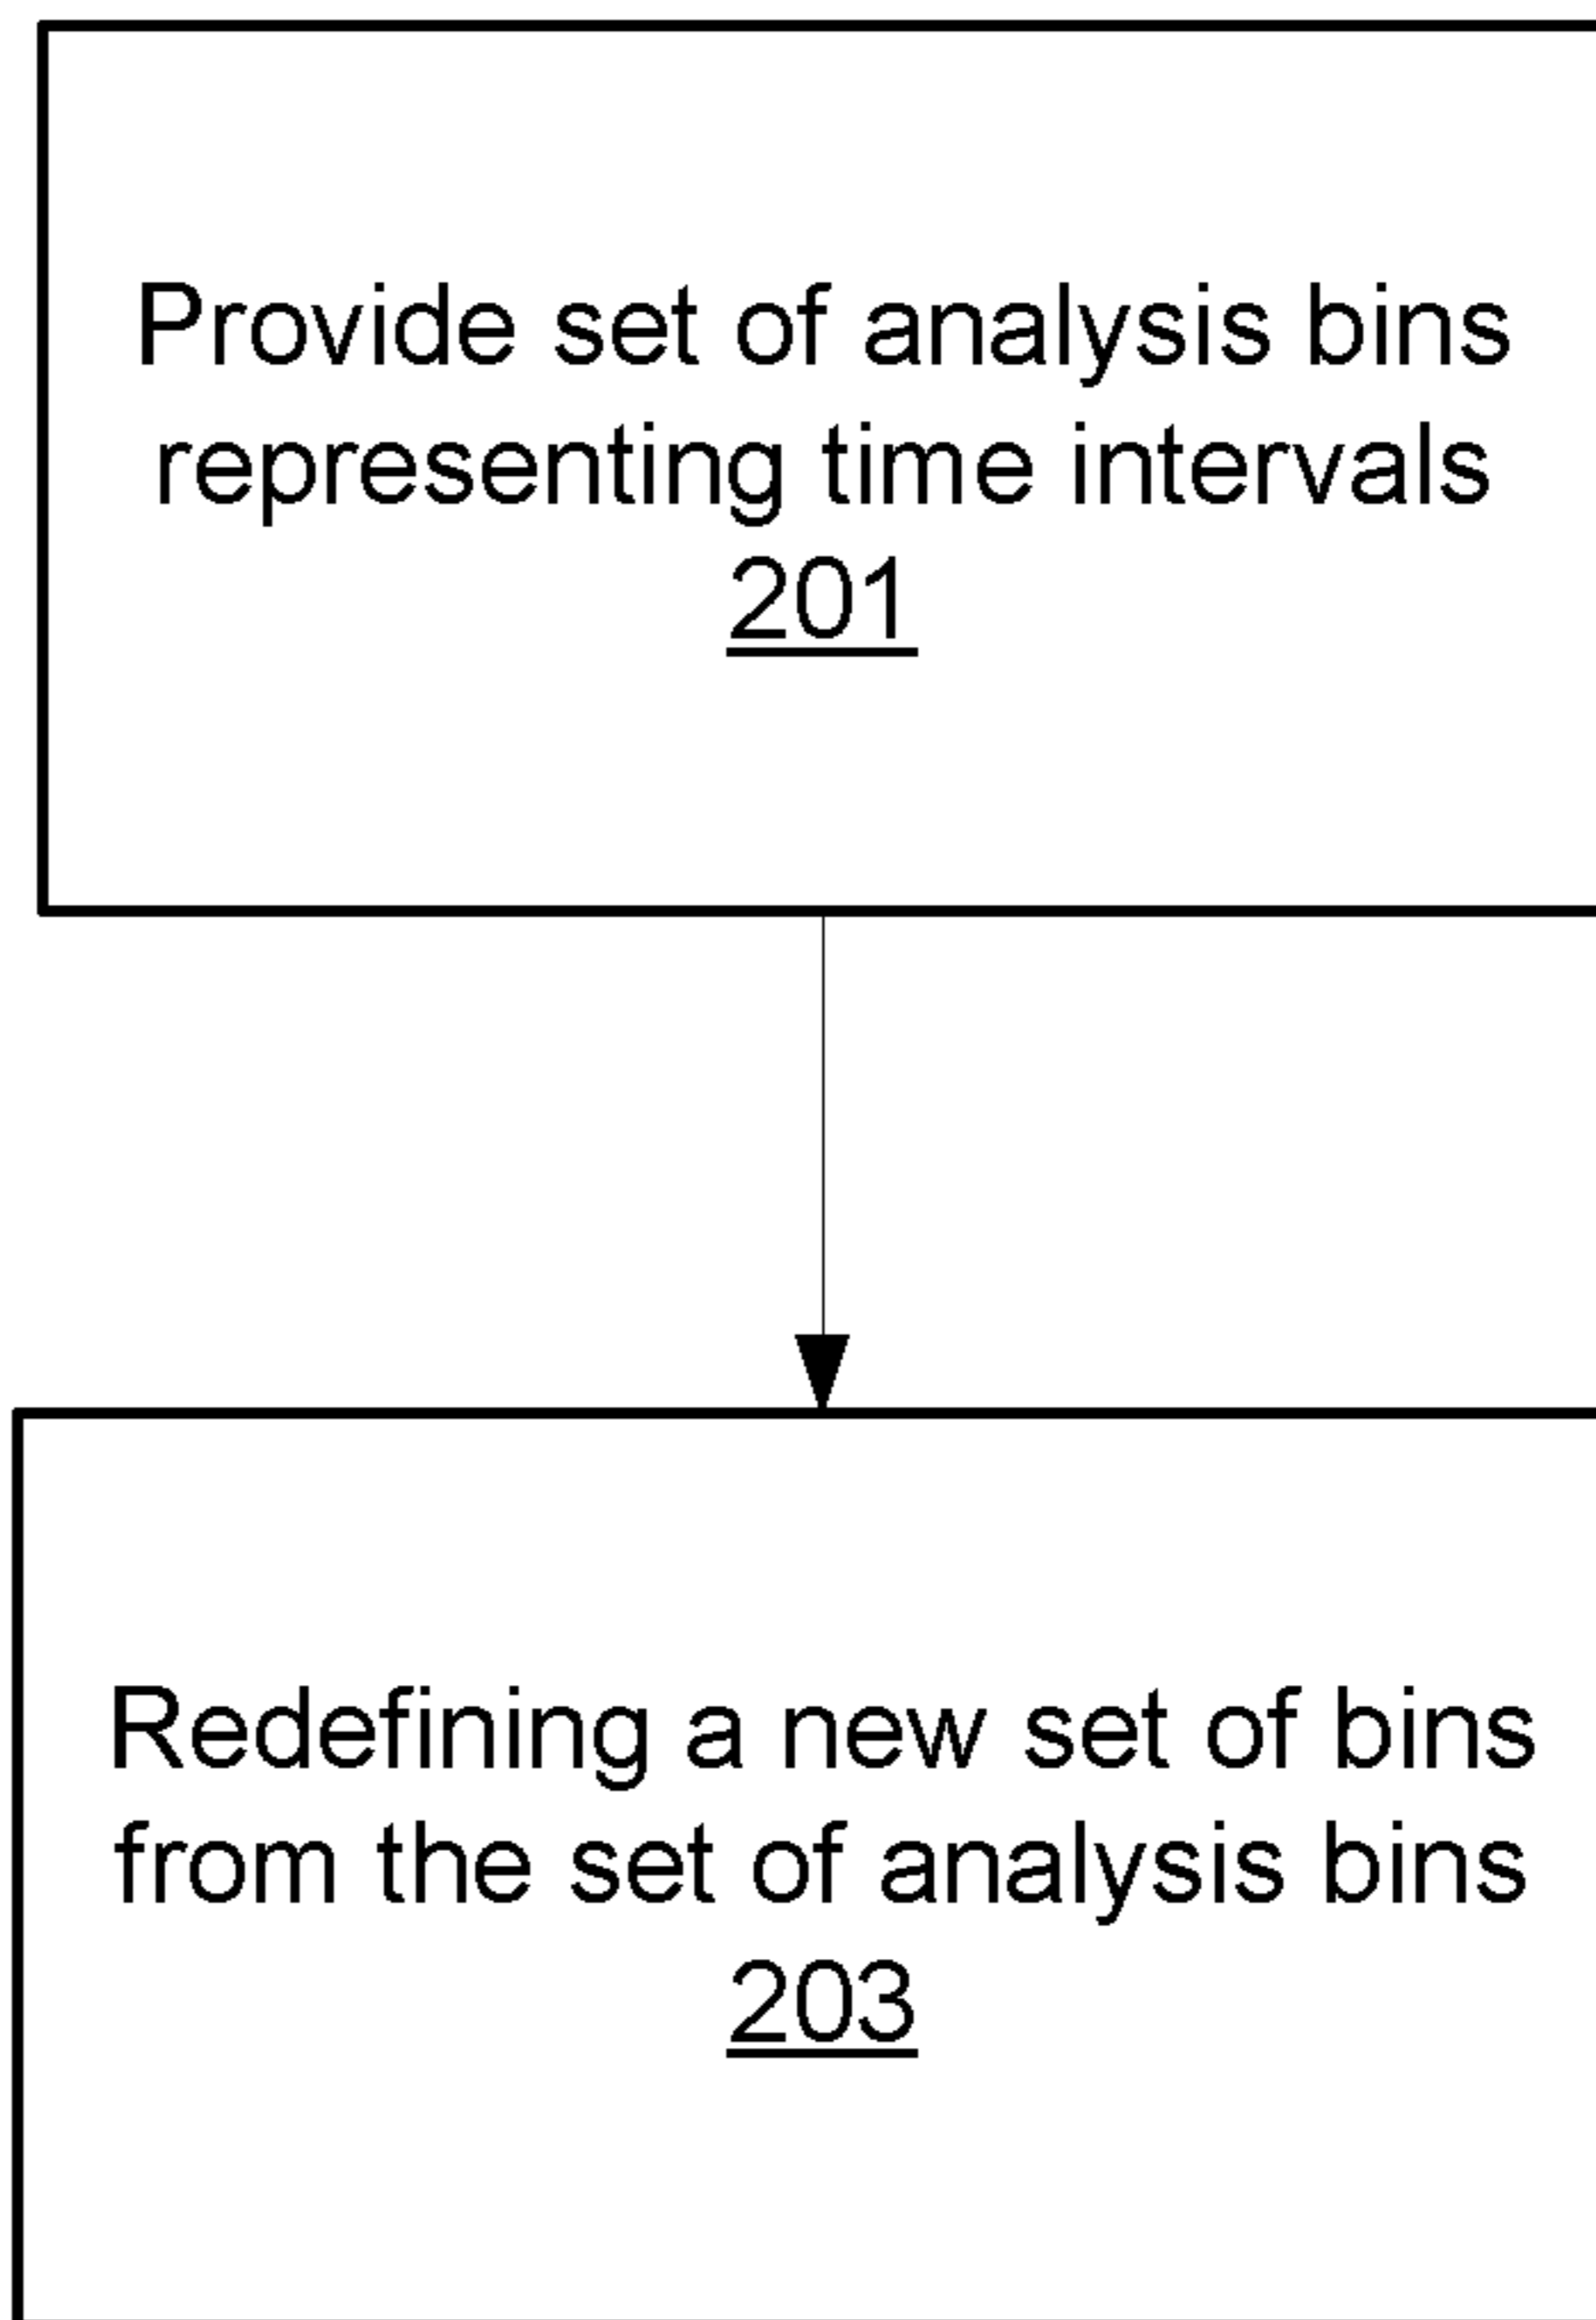 Provide set of analysis bins
representing time intervals
201
Redefining a new set of bins
from the set of analysis bins
203